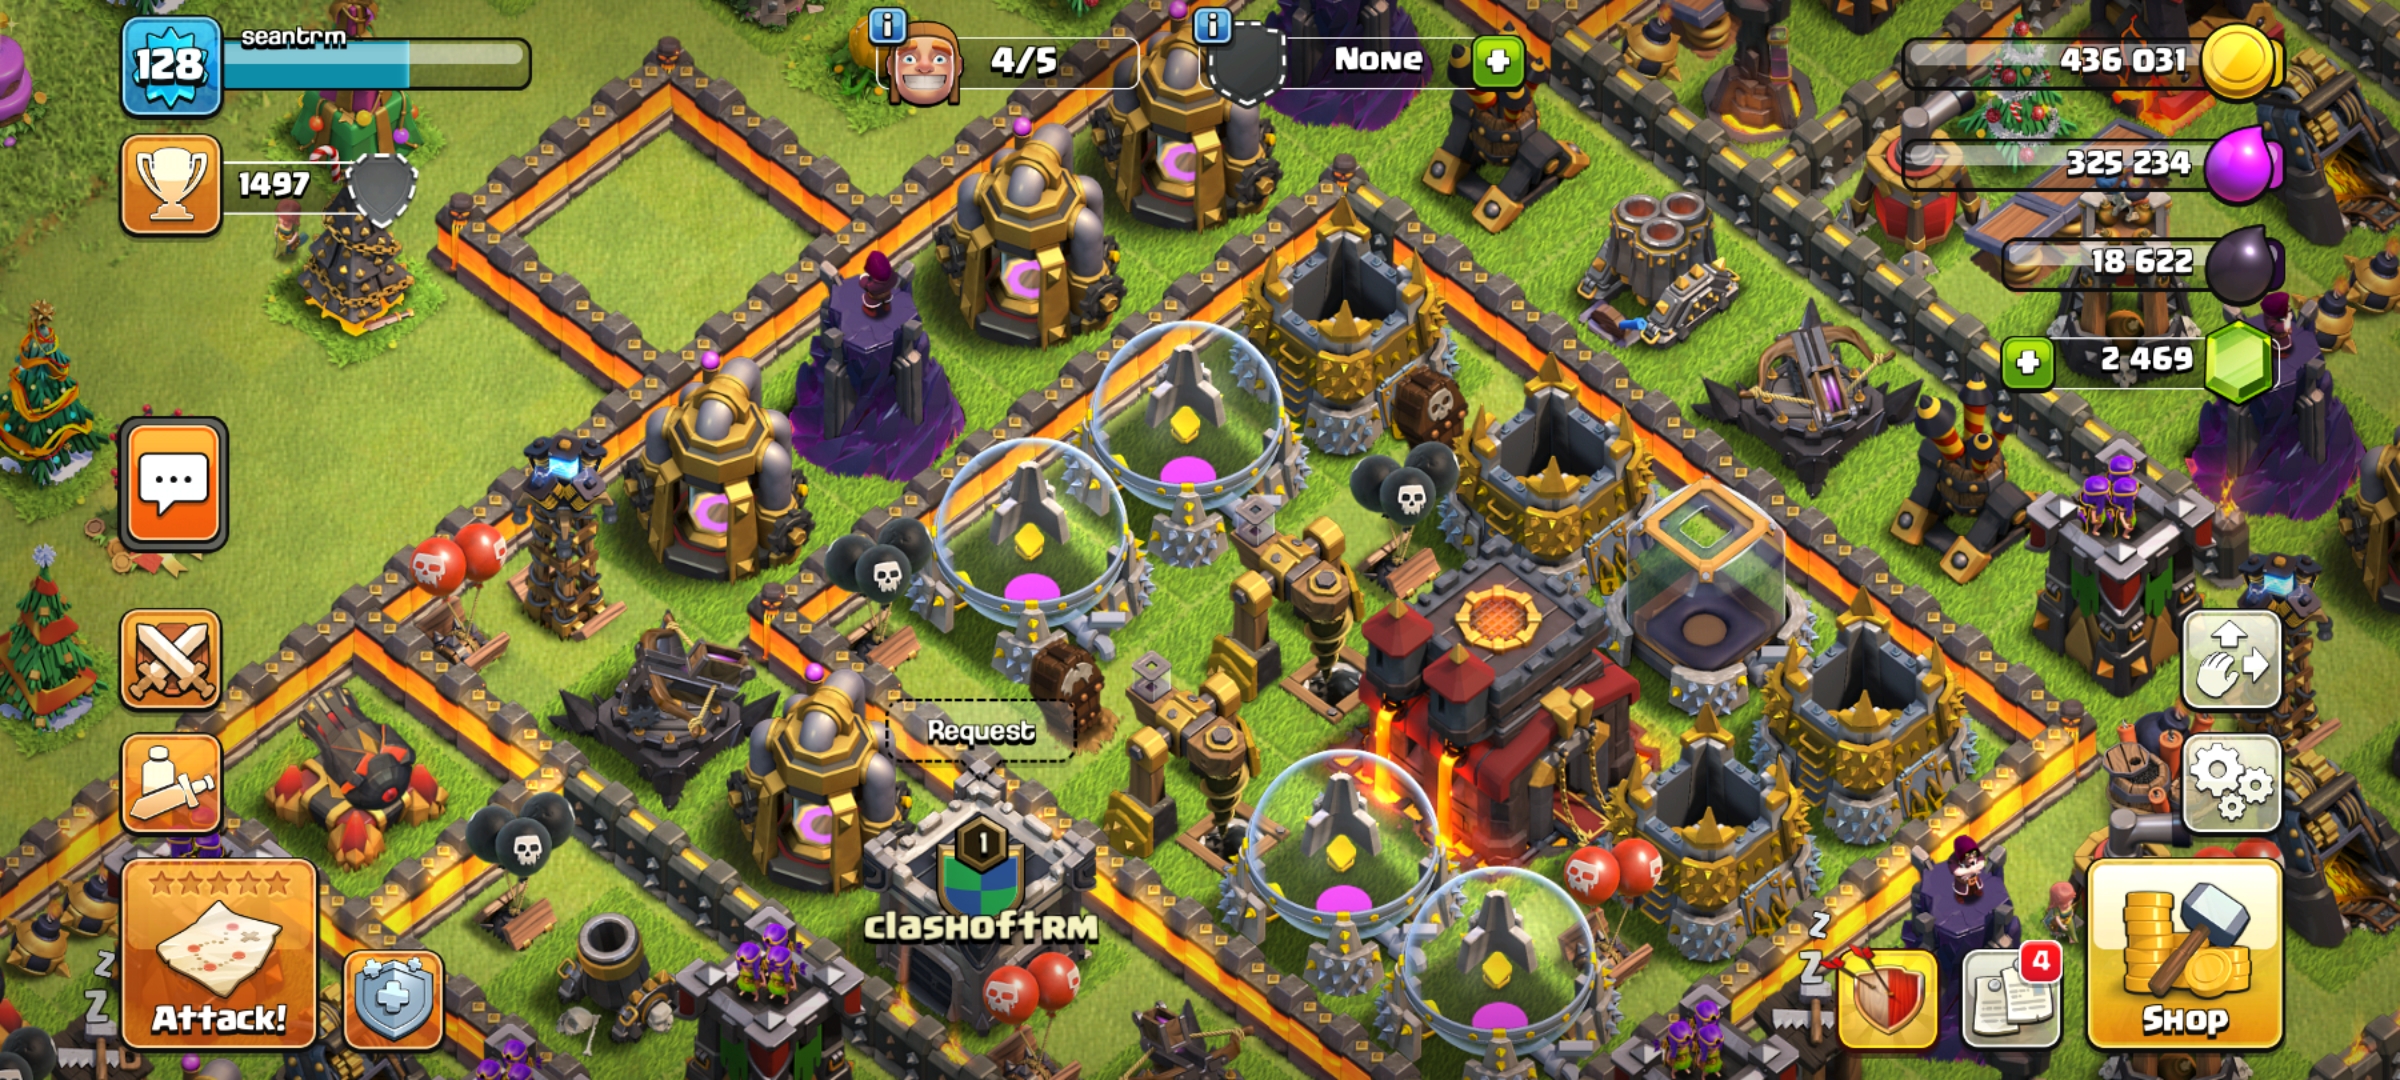 128
seantrm
4/5
None
436 031
1497
325 234
18 622
2 469
Request
1
clashofTRM
Attack!
4
Shop
z
Z
z
Z